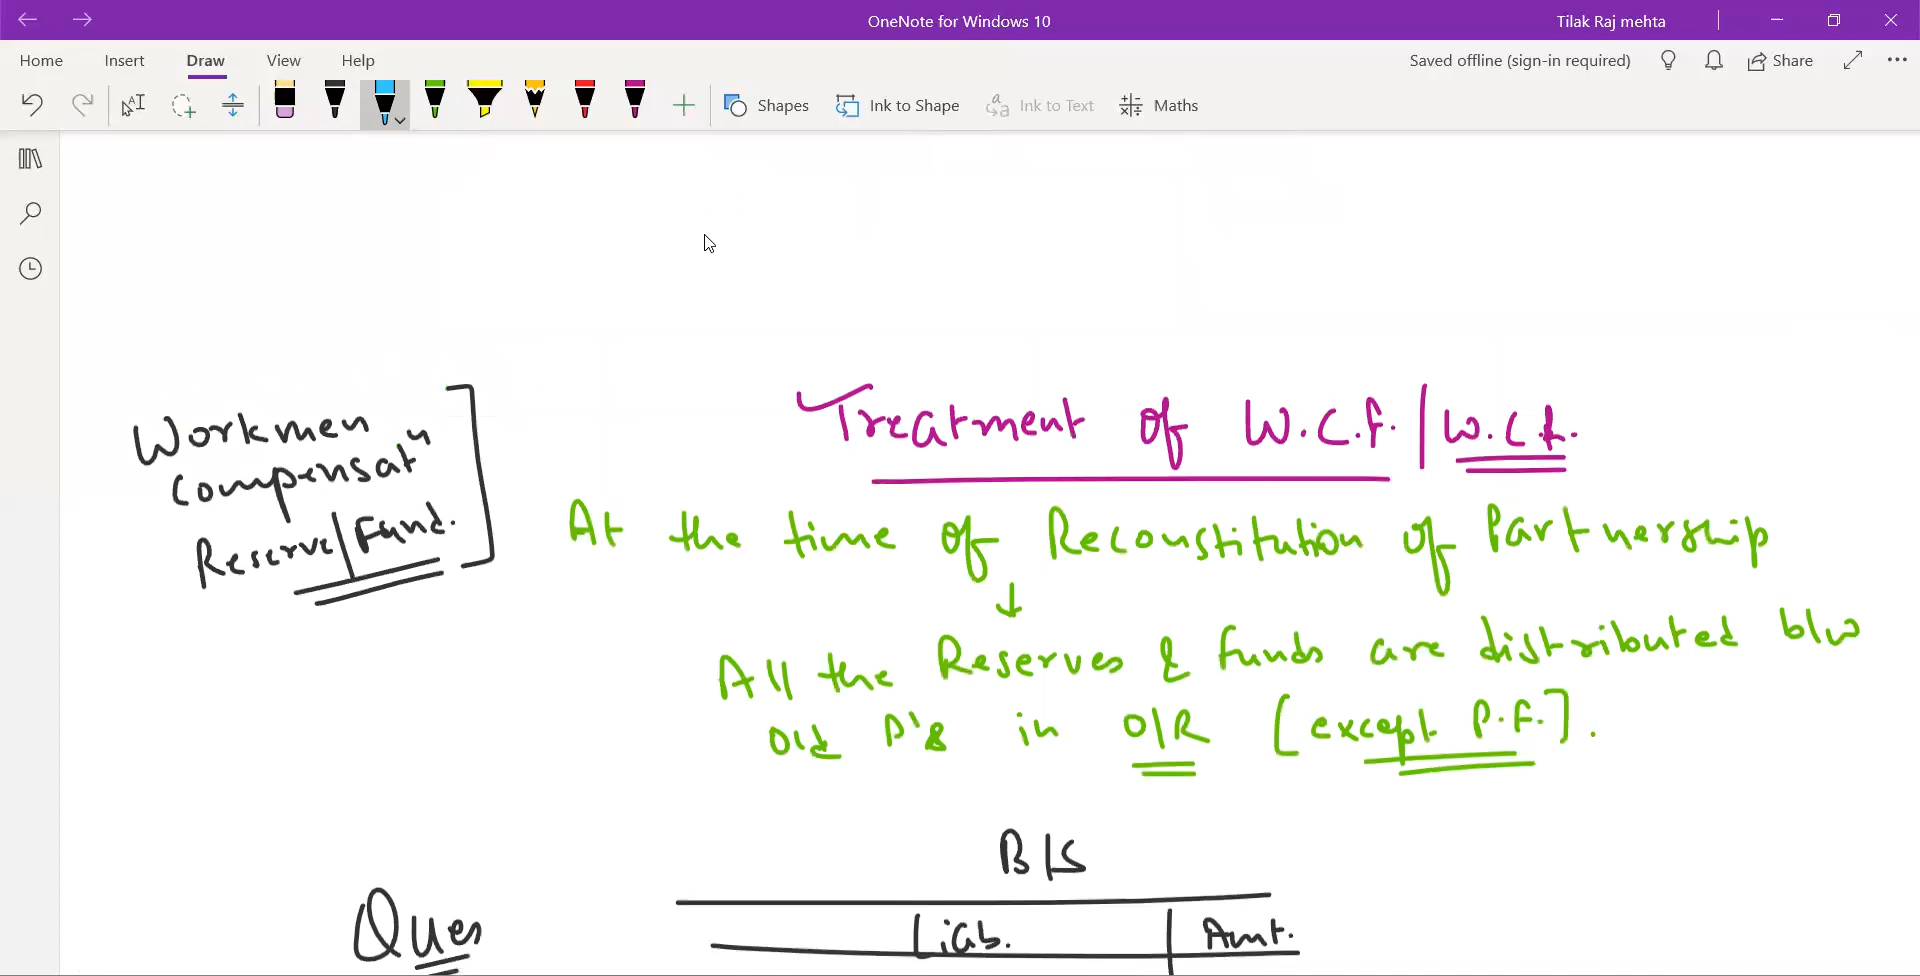 OneNote for Windows 10
Tilak Raj mehta
Home Insert Draw View Help
Saved offline (sign-in required)
Share
Shapes
Ink to Shape
Ink to Text
Maths
Workmen
Compensatn
Reserve/Fund.
Treatment of W.C.F. | W.C.R.
At the time of Reconstitution of Partnership
↓
All the Reserves & funds are distributed b/w
old P's in O/R [except P.F.].
B/S
Ques
Liab. Amt.